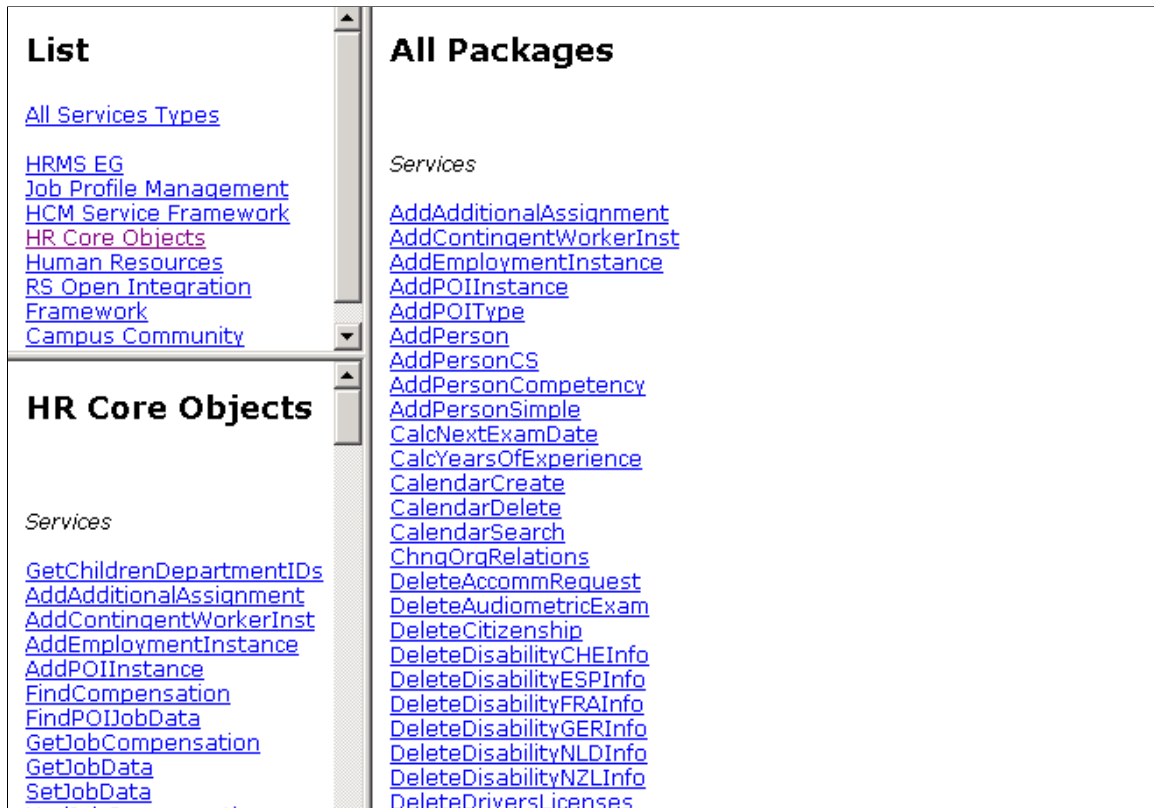 List
All Services Types
HRMS EG
Job Profile Management
HCM Service Framework
HR Core Objects
Human Resources
RS Open Integration
Framework
Campus Community
HR Core Objects
Services
GetChildrenDepartmentIDs
AddAdditionalAssignment
AddContingentWorkerInst
AddEmploymentInstance
AddPOIInstance
FindCompensation
FindPOIJobData
GetJobCompensation
GetJobData
SetJobData
All Packages
Services
AddAdditionalAssignment
AddContingentWorkerInst
AddEmploymentInstance
AddPOIInstance
AddPOIType
AddPerson
AddPersonCS
AddPersonCompetency
AddPersonSimple
CalcNextExamDate
CalcYearsOfExperience
CalendarCreate
CalendarDelete
CalendarSearch
ChngOrgRelations
DeleteAccommRequest
DeleteAudiometricExam
DeleteCitizenship
DeleteDisabilityCHEInfo
DeleteDisabilityESPInfo
DeleteDisabilityFRAInfo
DeleteDisabilityGERInfo
DeleteDisabilityNLDInfo
DeleteDisabilityNZLInfo
DeleteDriversLicenses